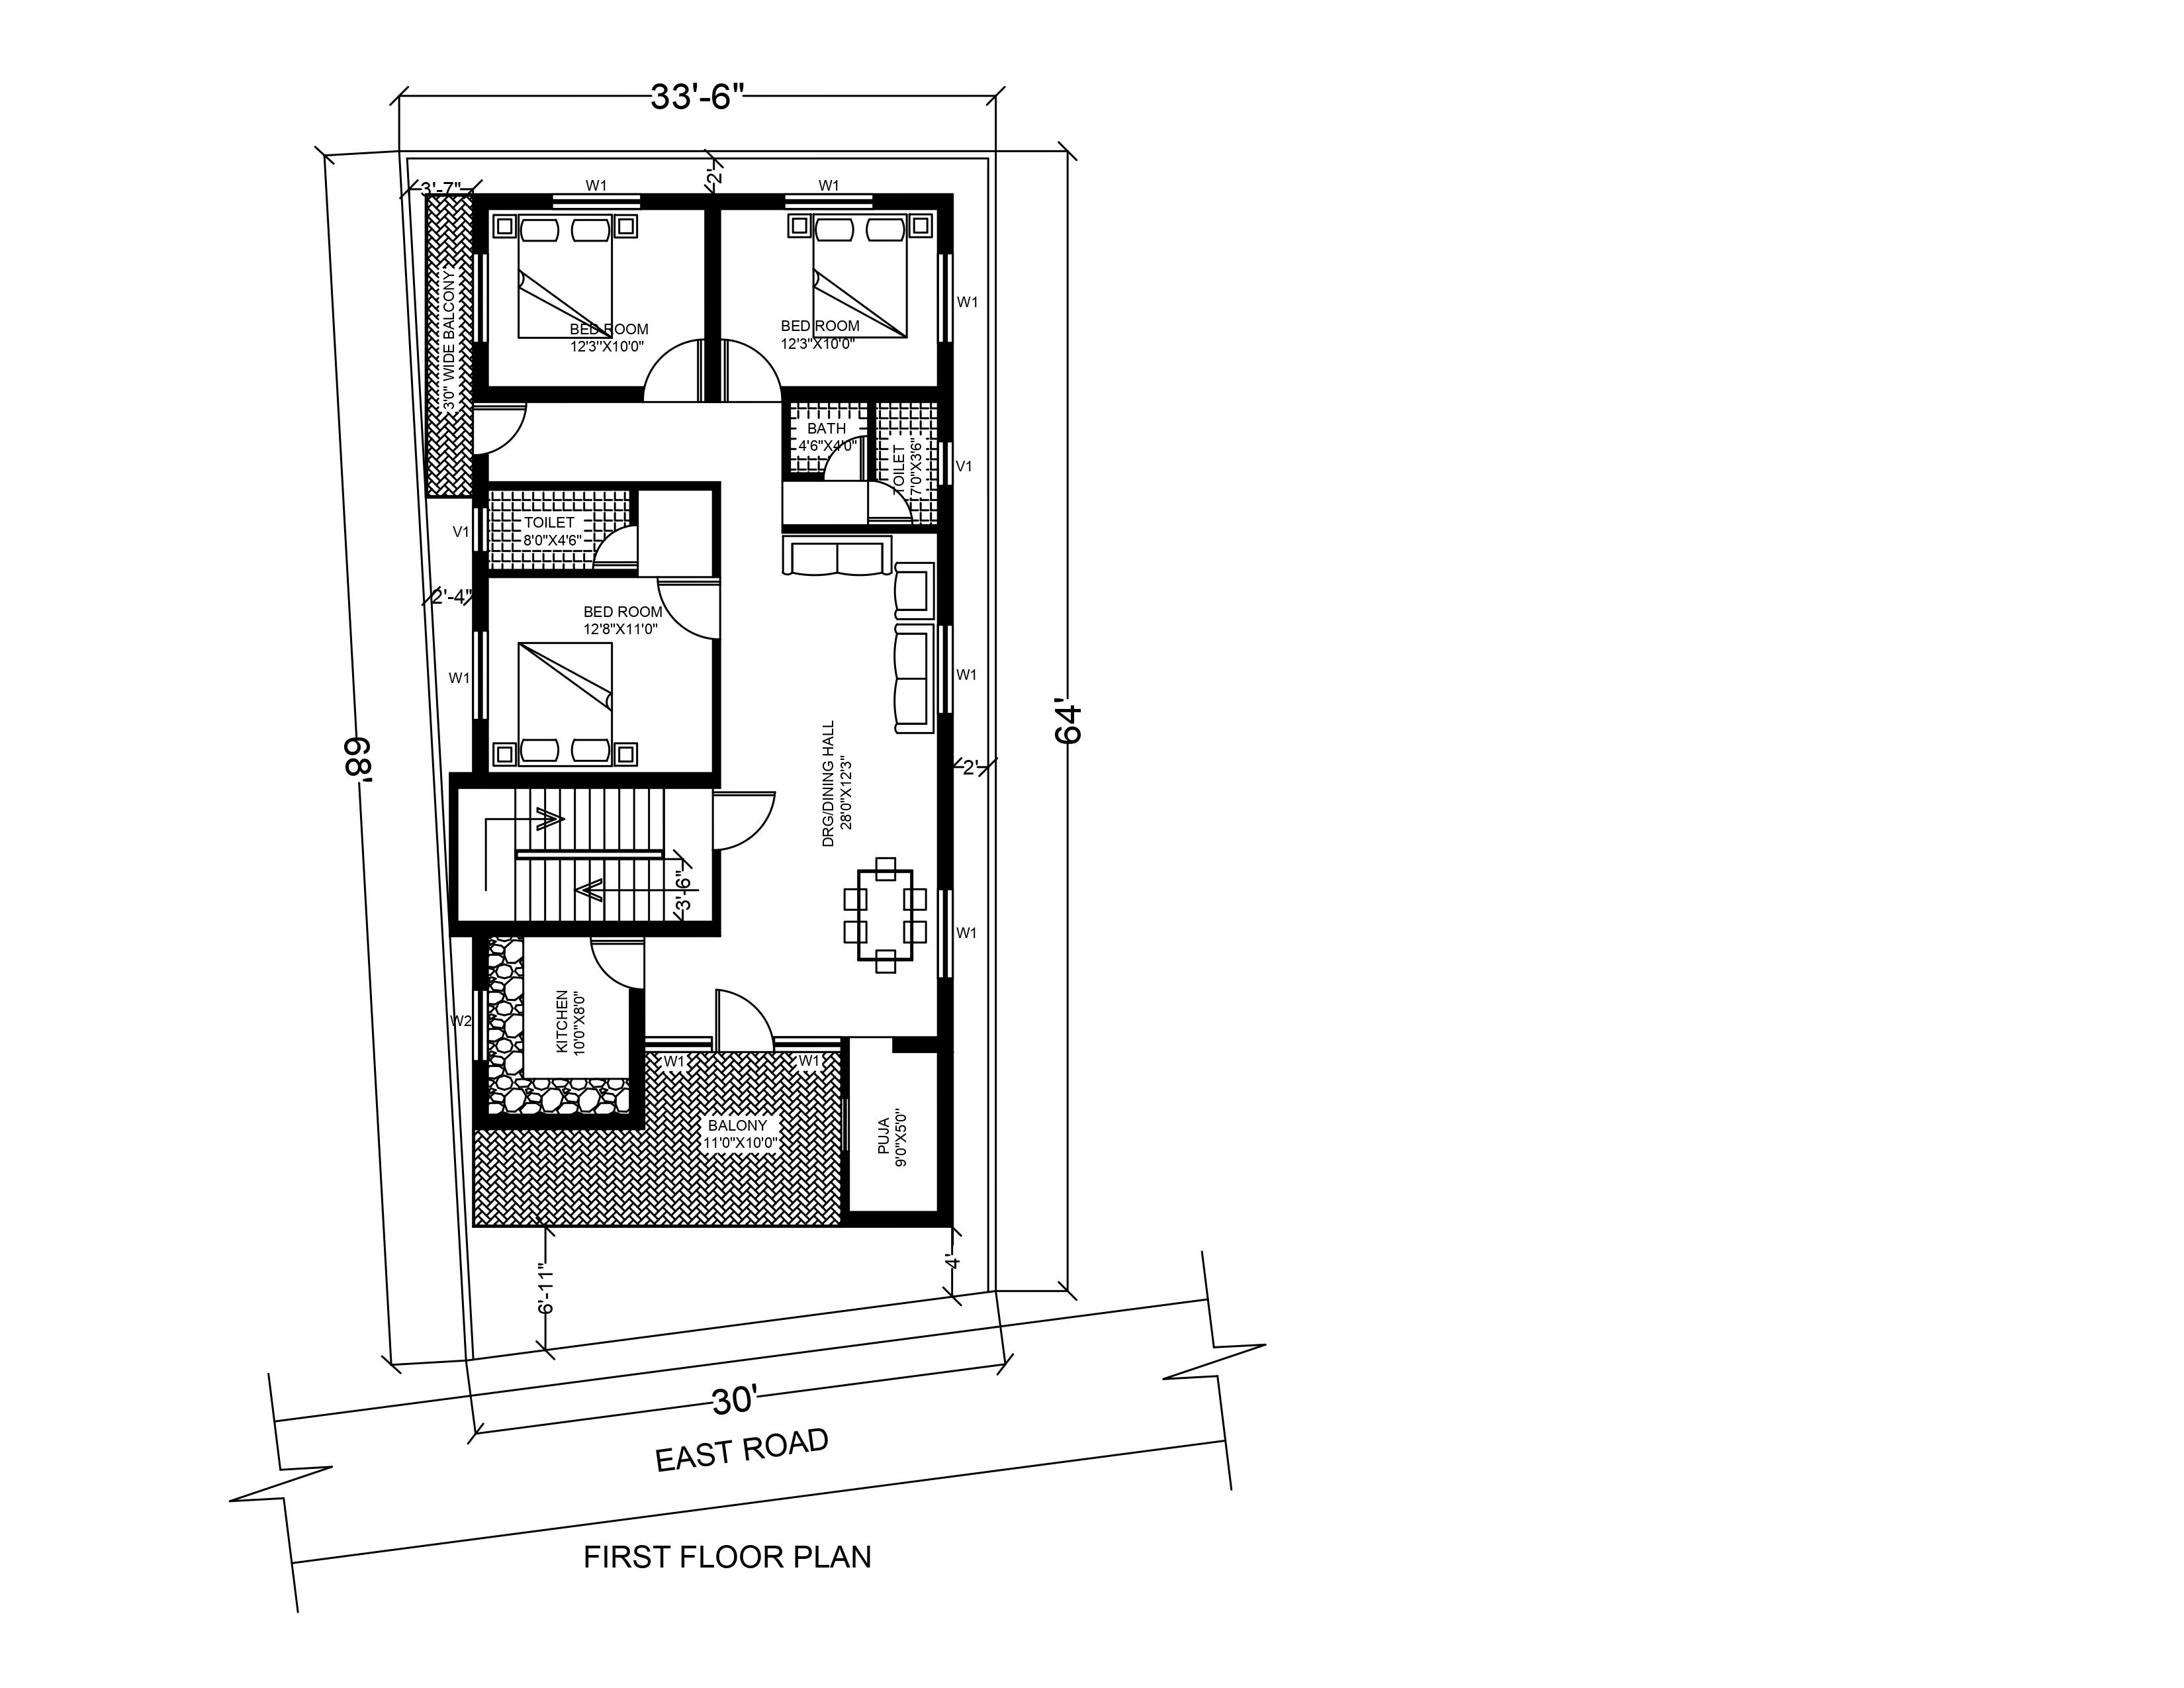 33'-6"
3'-7"
W1
2'
W1
3'0" WIDE BALCONY
BED ROOM
12'3"X10'0"
BED ROOM
12'3"X10'0"
W1
BATH
4'6"X4'0"
TOILET
7'0"X3'6"
V1
V1
TOILET
8'0"X4'6"
2'-4"
BED ROOM
12'8"X11'0"
W1
W1
68'
64'
DRG/DINING HALL
28'0"X12'3"
2'
3'-6"
W1
W2
KITCHEN
10'0"X8'0"
W1
W1
BALONY
11'0"X10'0"
PUJA
9'0"X5'0"
6'-11"
4'
30'
EAST ROAD
FIRST FLOOR PLAN